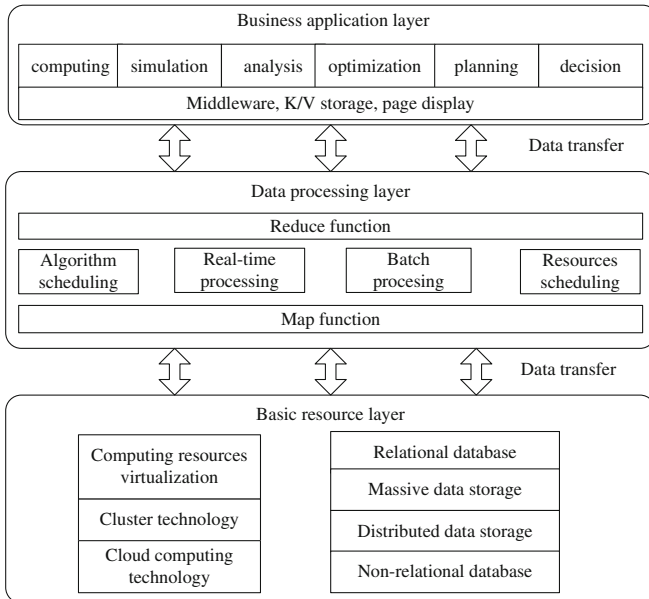 Business application layer
computing simulation analysis optimization planning decision
Middleware, K/V storage, page display
Data transfer
Data processing layer
Reduce function
Algorithm scheduling
Real-time processing
Batch procesing
Resources scheduling
Map function
Data transfer
Basic resource layer
Computing resources
virtualization
Cluster technology
Cloud computing
technology
Relational database
Massive data storage
Distributed data storage
Non-relational database